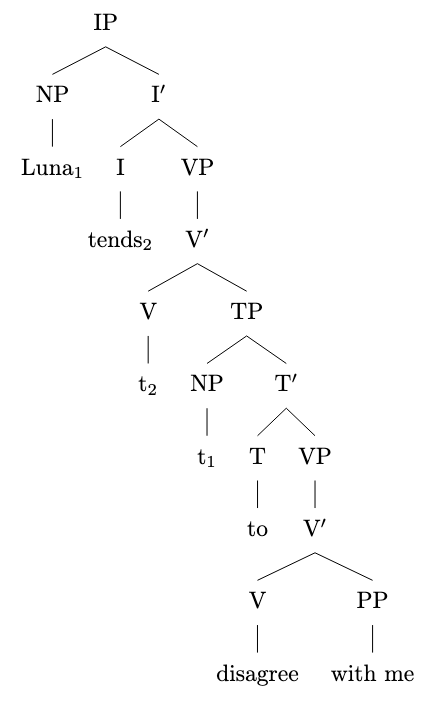 IP
NP I′
Luna₁ I VP
tends₂ V′
V TP
t₂ NP T′
t₁ T VP
to V′
V PP
disagree with me